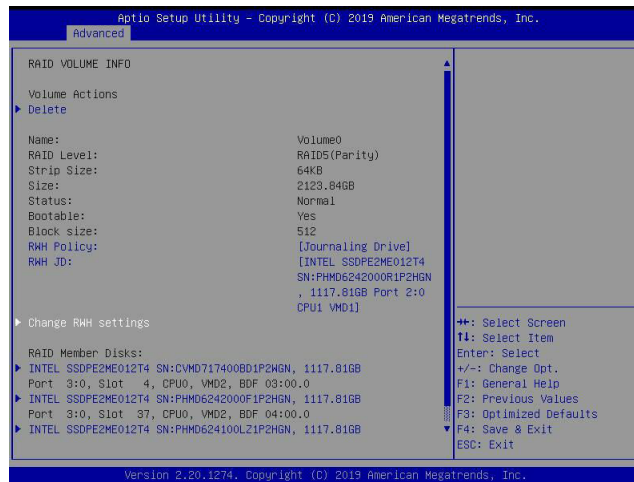 Aptio Setup Utility – Copyright (C) 2019 American Megatrends, Inc.
Advanced
RAID VOLUME INFO
Volume Actions
Delete
Name: Volume0
RAID Level: RAID5(Parity)
Strip Size: 64KB
Size: 2123.84GB
Status: Normal
Bootable: Yes
Block size: 512
RWH Policy: [Journaling Drive]
RWH JD: [INTEL SSDPE2ME012T4
SN:PHMD6242000R1P2HGN
, 1117.81GB Port 2:0
CPU1 VMD1]
Change RWH settings
RAID Member Disks:
INTEL SSDPE2ME012T4 SN:CVMD717400BD1P2WGN, 1117.81GB
Port 3:0, Slot 4, CPU0, VMD2, BDF 03:00.0
INTEL SSDPE2ME012T4 SN:PHMD6242000F1P2HGN, 1117.81GB
Port 3:0, Slot 37, CPU0, VMD2, BDF 04:00.0
INTEL SSDPE2ME012T4 SN:PHMD624100LZ1P2HGN, 1117.81GB
→←: Select Screen
↑↓: Select Item
Enter: Select
+/-: Change Opt.
F1: General Help
F2: Previous Values
F3: Optimized Defaults
F4: Save & Exit
ESC: Exit
Version 2.20.1274. Copyright (C) 2019 American Megatrends, Inc.